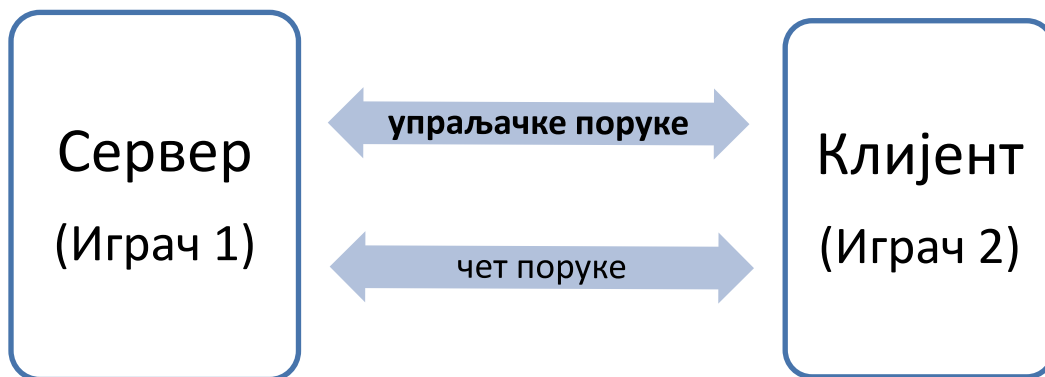 Сервер
(Играч 1)
упраљачке поруке
чет поруке
Клијент
(Играч 2)